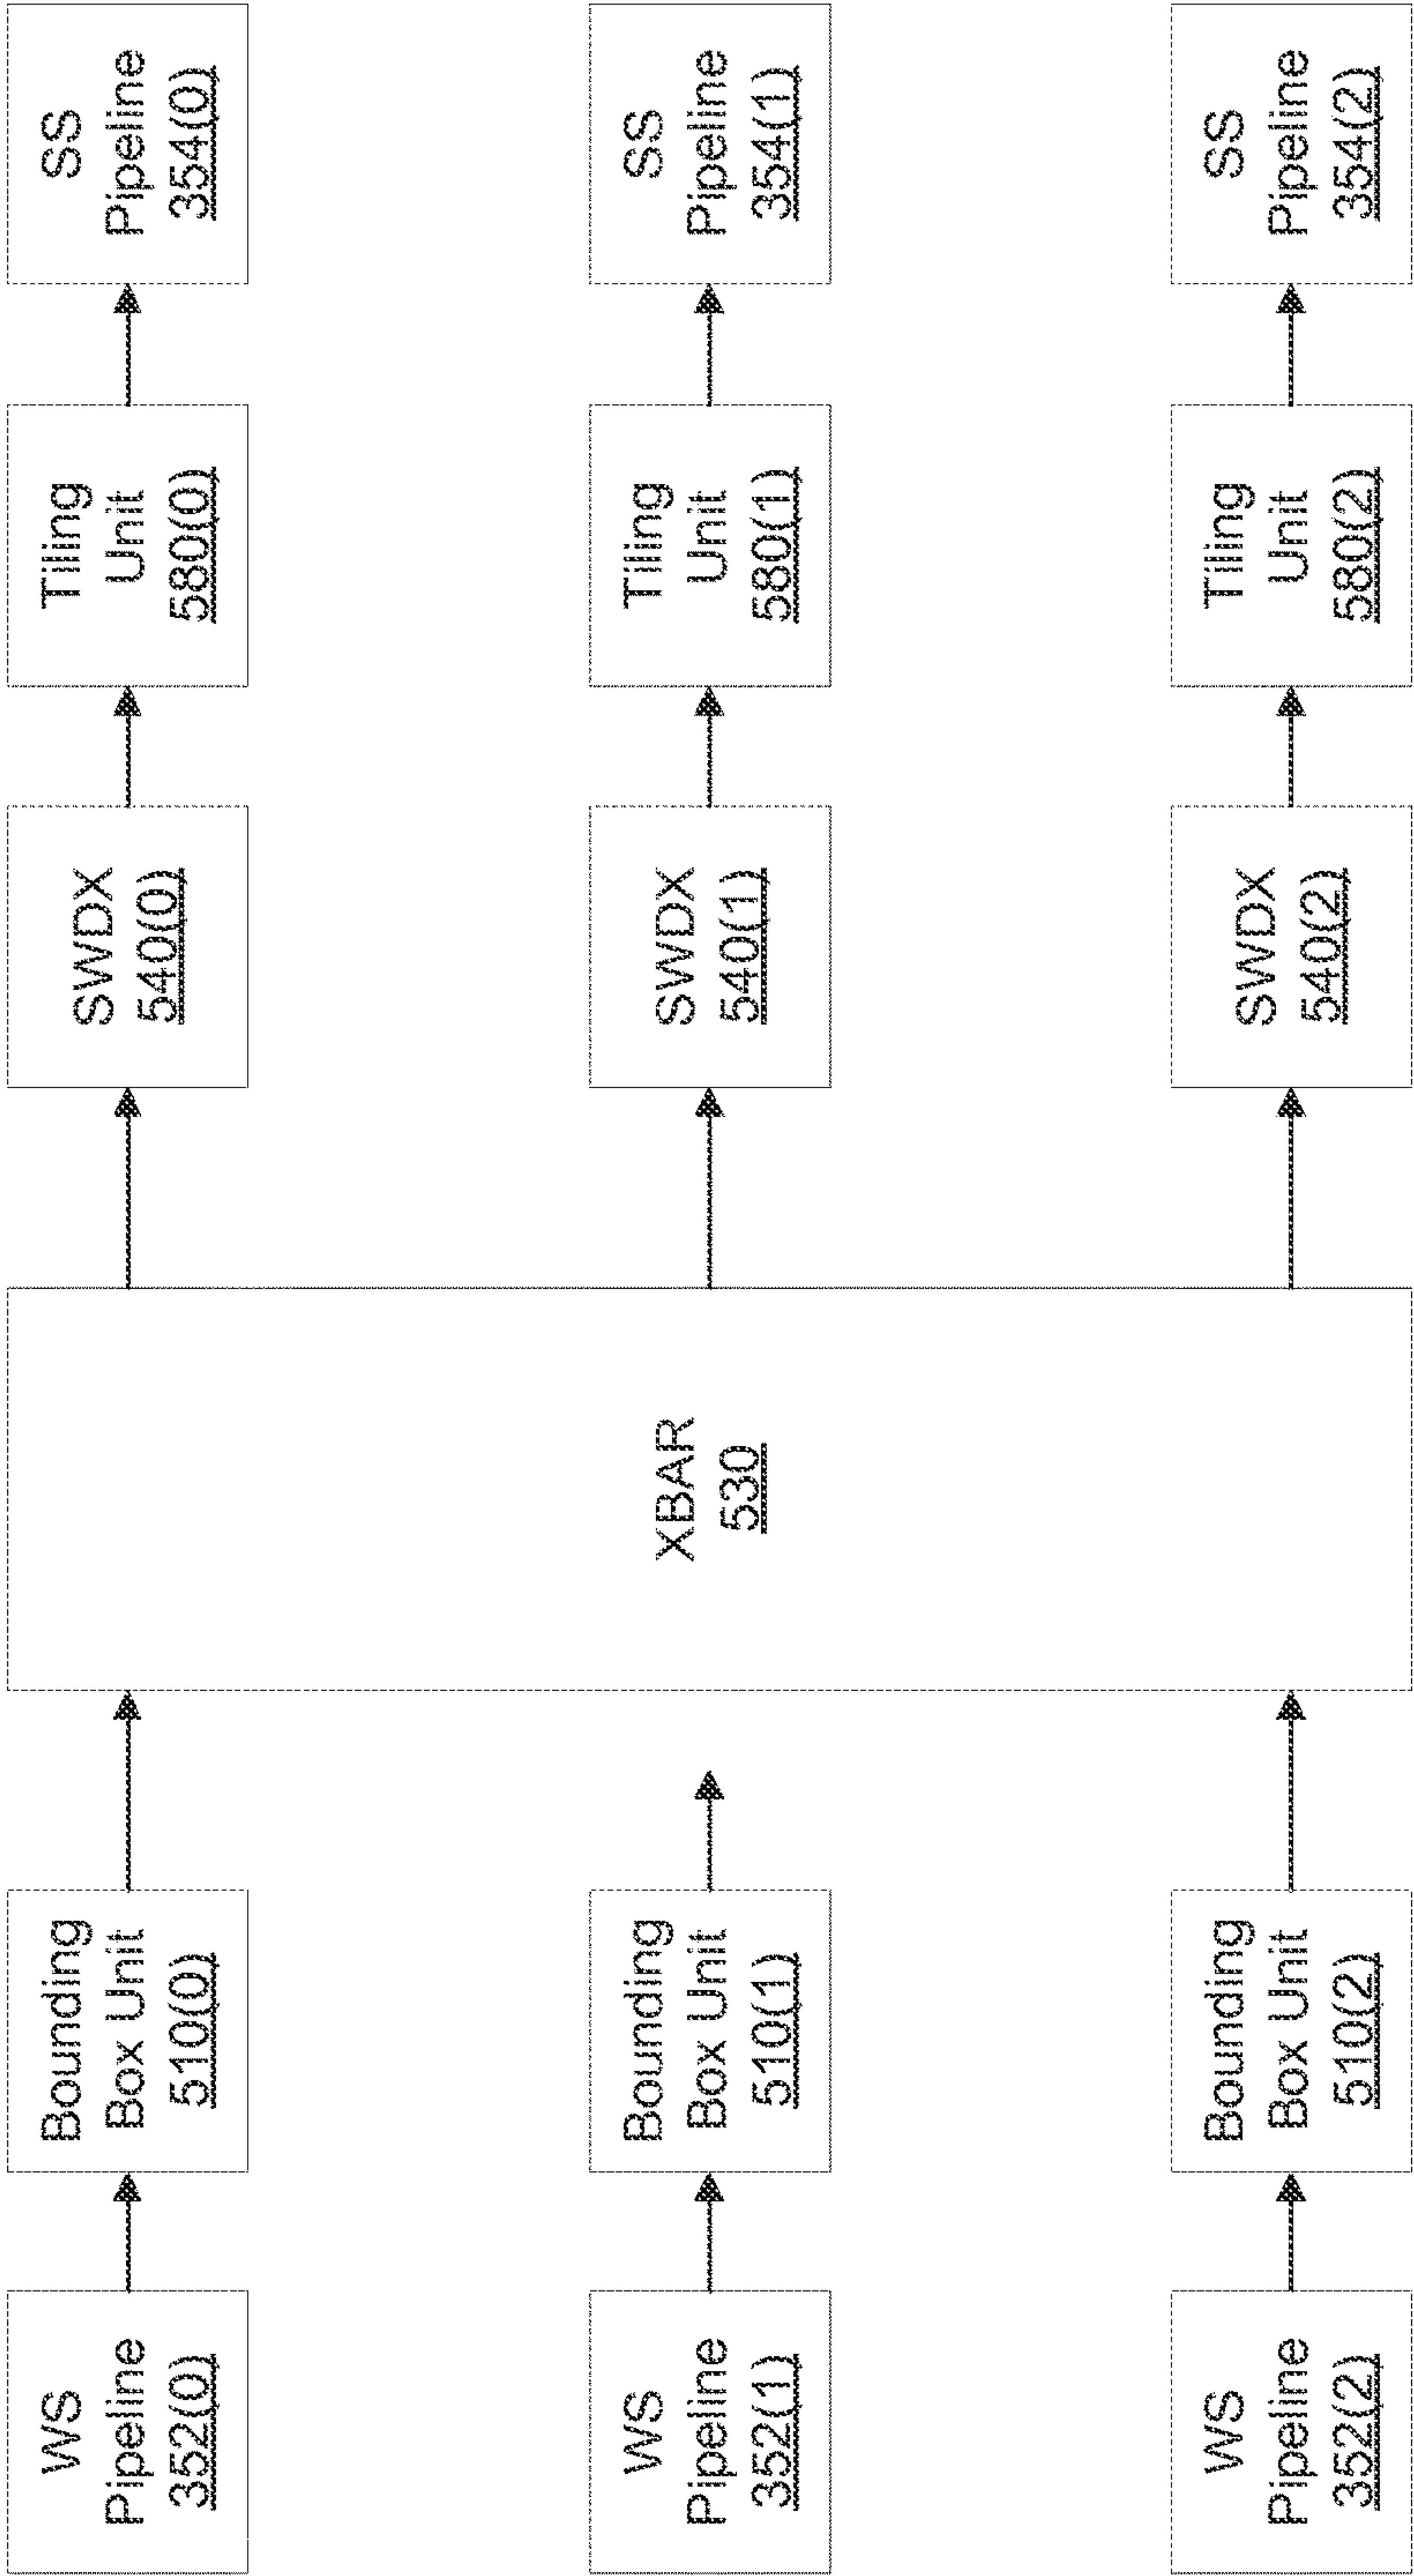 WS
Pipeline
352(0)
Bounding
Box Unit
510(0)
SWDX
540(0)
Tilling
Unit
580(0)
SS
Pipeline
354(0)
WS
Pipeline
352(1)
Bounding
Box Unit
510(1)
XBAR
530
SWDX
540(1)
Tilling
Unit
580(1)
SS
Pipeline
354(1)
WS
Pipeline
352(2)
Bounding
Box Unit
510(2)
SWDX
540(2)
Tilling
Unit
580(2)
SS
Pipeline
354(2)